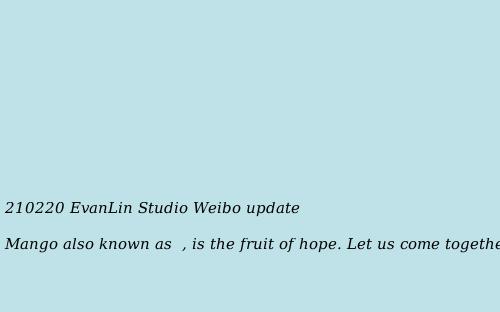 210220 EvanLin Studio Weibo update
Mango also known as , is the fruit of hope. Let us come togethe